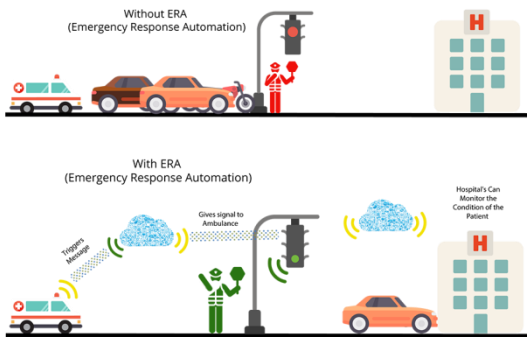 Without ERA
(Emergency Response Automation)
H
With ERA
(Emergency Response Automation)
Triggers
Message
Gives signal to
Ambulance
Hospital's Can
Monitor the
Condition of the
Patient
H